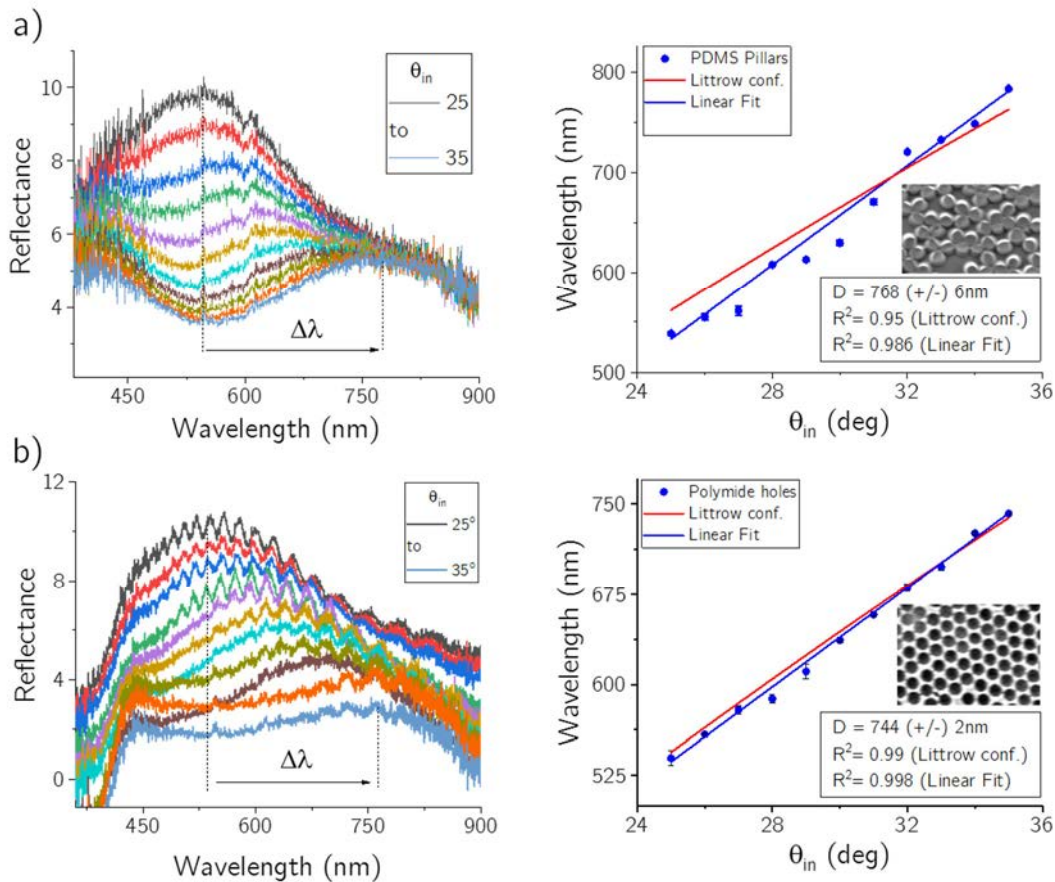 a)
θin
25
to
35
10
8
6
4
Reflectance
450
600
750
900
Wavelength (nm)
Δλ
PDMS Pillars
Littrow conf.
Linear Fit
800
700
600
500
Wavelength (nm)
24
28
32
36
θin (deg)
D = 768 (+/-) 6nm
R²= 0.95 (Littrow conf.)
R²= 0.986 (Linear Fit)
b)
θin
25°
to
35°
12
8
4
0
Reflectance
450
600
750
900
Wavelength (nm)
Δλ
Polymide holes
Littrow conf.
Linear Fit
750
675
600
525
Wavelength (nm)
24
28
32
36
θin (deg)
D = 744 (+/-) 2nm
R²= 0.99 (Littrow conf.)
R²= 0.998 (Linear Fit)